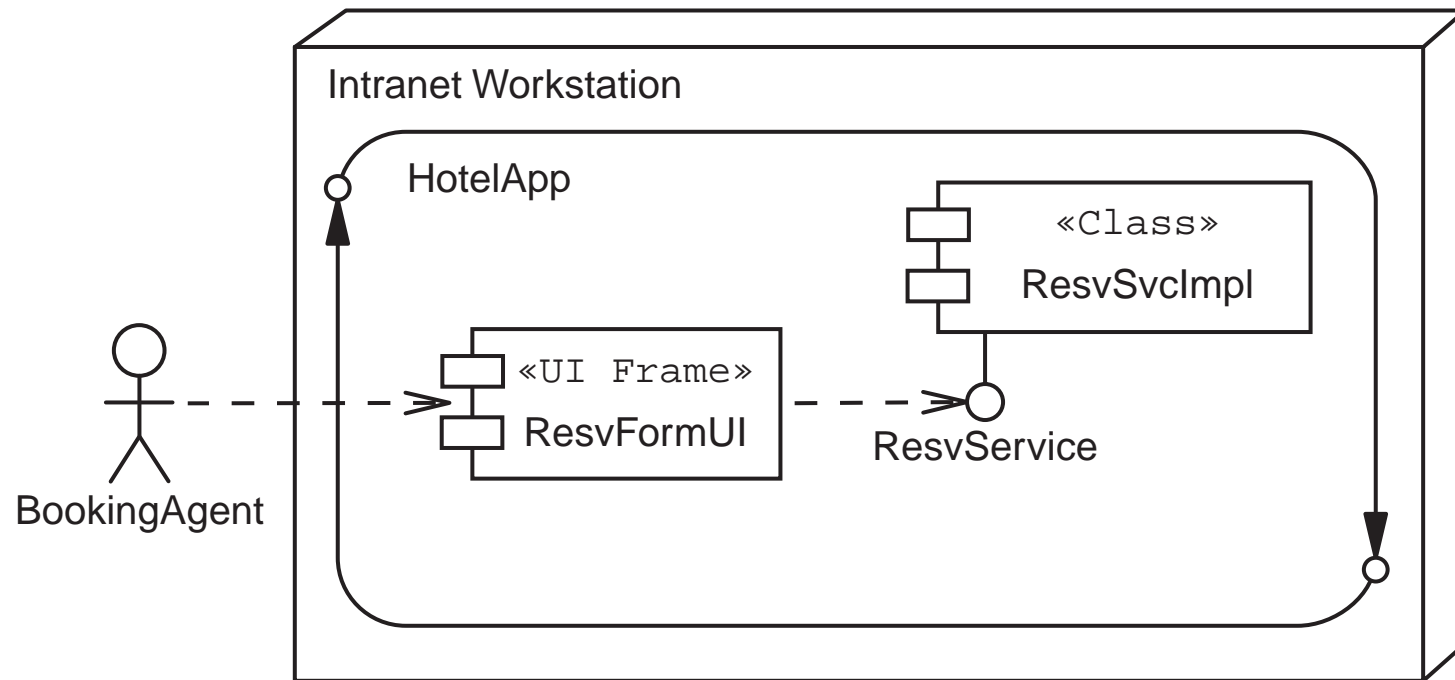 Intranet Workstation
HotelApp
«Class»
ResvSvcImpl
«UI Frame»
ResvFormUI
ResvService
BookingAgent